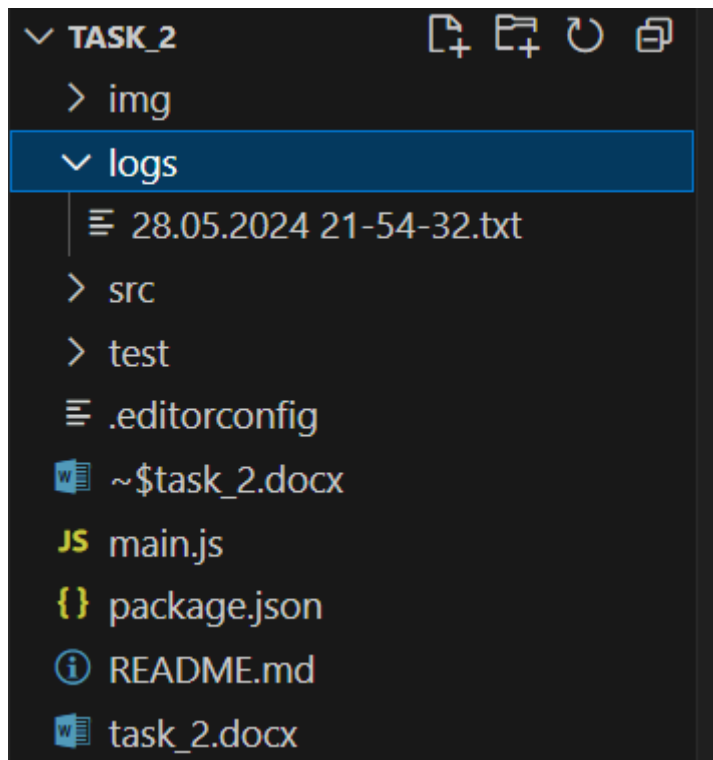 TASK_2
img
logs
28.05.2024 21-54-32.txt
src
test
.editorconfig
~$task_2.docx
JS main.js
{} package.json
README.md
task_2.docx